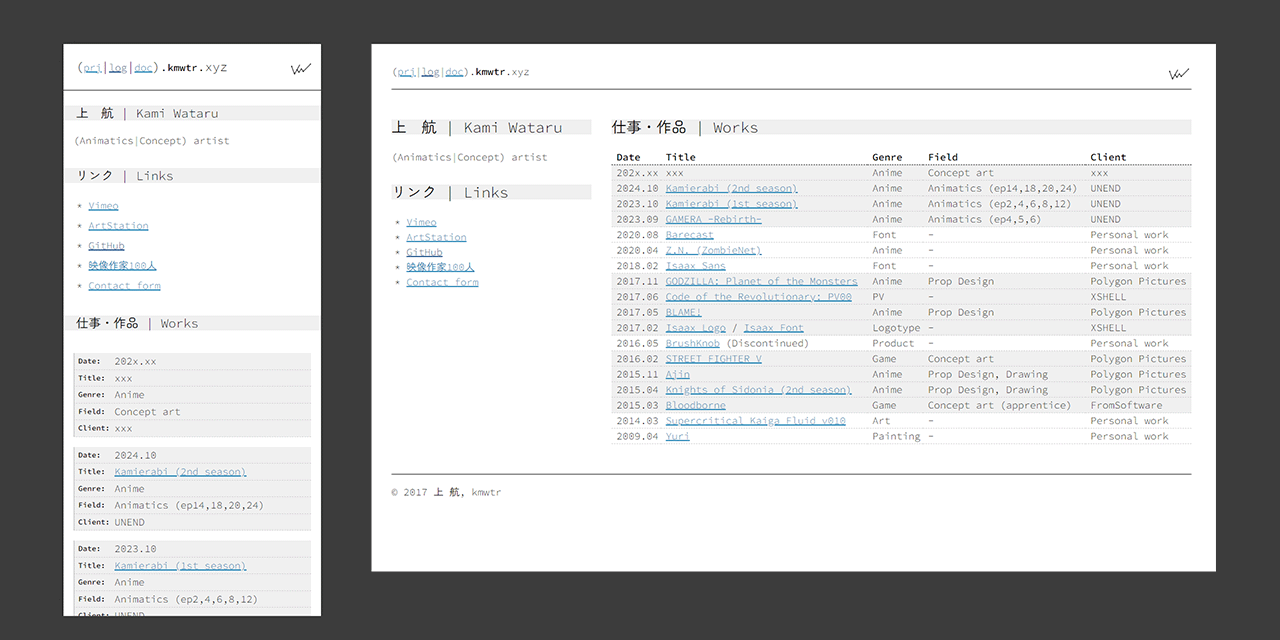 (prj|log|doc).kmwtr.xyz
上　航 | Kami Wataru
(Animatics|Concept) artist
リンク | Links
* Vimeo
* ArtStation
* GitHub
* 映像作家100人
* Contact form
仕事・作品 | Works
Date: 202x.xx
Title: xxx
Genre: Anime
Field: Concept art
Client: xxx
Date: 2024.10
Title: Kamierabi (2nd season)
Genre: Anime
Field: Animatics (ep14,18,20,24)
Client: UNEND
Date: 2023.10
Title: Kamierabi (1st season)
Genre: Anime
Field: Animatics (ep2,4,6,8,12)
Client: UNEND
(prj|log|doc).kmwtr.xyz
上　航 | Kami Wataru
(Animatics|Concept) artist
リンク | Links
* Vimeo
* ArtStation
* GitHub
* 映像作家100人
* Contact form
仕事・作品 | Works
Date Title Genre Field Client
202x.xx xxx Anime Concept art xxx
2024.10 Kamierabi (2nd season) Anime Animatics (ep14,18,20,24) UNEND
2023.10 Kamierabi (1st season) Anime Animatics (ep2,4,6,8,12) UNEND
2023.09 GAMERA -Rebirth- Anime Animatics (ep4,5,6) UNEND
2020.08 Barecast Font – Personal work
2020.04 Z.N. (ZombieNet) Anime – Personal work
2018.02 Isaax Sans Font – Personal work
2017.11 GODZILLA: Planet of the Monsters Anime Prop Design Polygon Pictures
2017.06 Code of the Revolutionary: PV00 PV – XSHELL
2017.05 BLAME! Anime Prop Design Polygon Pictures
2017.02 Isaax Logo / Isaax Font Logotype – XSHELL
2016.05 BrushKnob (Discontinued) Product – Personal work
2016.02 STREET FIGHTER V Game Concept art Polygon Pictures
2015.11 Ajin Anime Prop Design, Drawing Polygon Pictures
2015.04 Knights of Sidonia (2nd season) Anime Prop Design, Drawing Polygon Pictures
2015.03 Bloodborne Game Concept art (apprentice) FromSoftware
2014.03 Supercritical Kaiga Fluid v010 Art – Personal work
2009.04 Yuri Painting – Personal work
© 2017 上 航, kmwtr